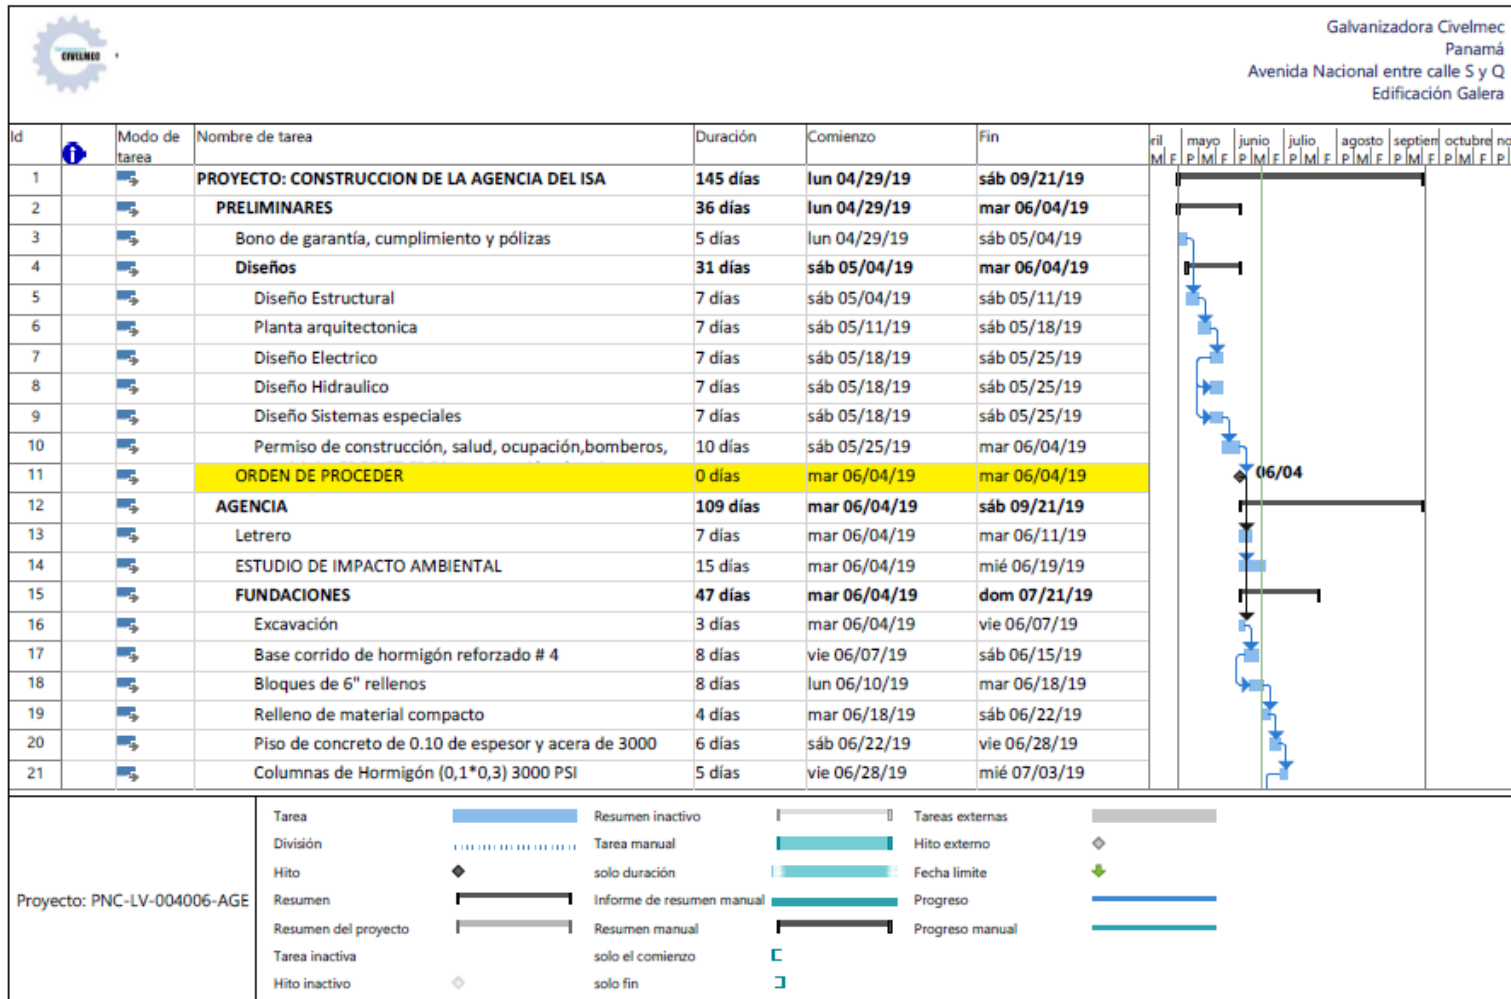 CIVELMEC
Galvanizadora Civelmec
Panamá
Avenida Nacional entre calle S y Q
Edificación Galera
Id Modo de tarea Nombre de tarea Duración Comienzo Fin
ril mayo junio julio agosto septiem octubre no
M F P M F P M F P M F P M F P M F P M F P
1 PROYECTO: CONSTRUCCION DE LA AGENCIA DEL ISA 145 días lun 04/29/19 sáb 09/21/19
2 PRELIMINARES 36 días lun 04/29/19 mar 06/04/19
3 Bono de garantía, cumplimiento y pólizas 5 días lun 04/29/19 sáb 05/04/19
4 Diseños 31 días sáb 05/04/19 mar 06/04/19
5 Diseño Estructural 7 días sáb 05/04/19 sáb 05/11/19
6 Planta arquitectonica 7 días sáb 05/11/19 sáb 05/18/19
7 Diseño Electrico 7 días sáb 05/18/19 sáb 05/25/19
8 Diseño Hidraulico 7 días sáb 05/18/19 sáb 05/25/19
9 Diseño Sistemas especiales 7 días sáb 05/18/19 sáb 05/25/19
10 Permiso de construcción, salud, ocupación,bomberos, 10 días sáb 05/25/19 mar 06/04/19
11 ORDEN DE PROCEDER 0 días mar 06/04/19 mar 06/04/19 06/04
12 AGENCIA 109 días mar 06/04/19 sáb 09/21/19
13 Letrero 7 días mar 06/04/19 mar 06/11/19
14 ESTUDIO DE IMPACTO AMBIENTAL 15 días mar 06/04/19 mié 06/19/19
15 FUNDACIONES 47 días mar 06/04/19 dom 07/21/19
16 Excavación 3 días mar 06/04/19 vie 06/07/19
17 Base corrido de hormigón reforzado # 4 8 días vie 06/07/19 sáb 06/15/19
18 Bloques de 6" rellenos 8 días lun 06/10/19 mar 06/18/19
19 Relleno de material compacto 4 días mar 06/18/19 sáb 06/22/19
20 Piso de concreto de 0.10 de espesor y acera de 3000 6 días sáb 06/22/19 vie 06/28/19
21 Columnas de Hormigón (0,1*0,3) 3000 PSI 5 días vie 06/28/19 mié 07/03/19
Proyecto: PNC-LV-004006-AGE
Tarea Resumen inactivo Tareas externas
División Tarea manual Hito externo
Hito solo duración Fecha límite
Resumen Informe de resumen manual Progreso
Resumen del proyecto Resumen manual Progreso manual
Tarea inactiva solo el comienzo
Hito inactivo solo fin